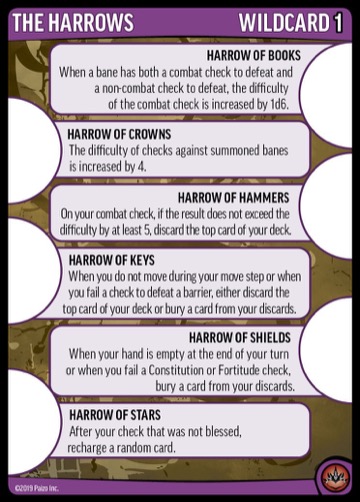 THE HARROWS WILDCARD 1
HARROW OF BOOKS
When a bane has both a combat check to defeat and
a non-combat check to defeat, the difficulty
of the combat check is increased by 1d6.
HARROW OF CROWNS
The difficulty of checks against summoned banes
is increased by 4.
HARROW OF HAMMERS
On your combat check, if the result does not exceed the
difficulty by at least 5, discard the top card of your deck.
HARROW OF KEYS
When you do not move during your move step or when
you fail a check to defeat a barrier, either discard the
top card of your deck or bury a card from your discards.
HARROW OF SHIELDS
When your hand is empty at the end of your turn
or when you fail a Constitution or Fortitude check,
bury a card from your discards.
HARROW OF STARS
After your check that was not blessed,
recharge a random card.
©2019 Paizo Inc.